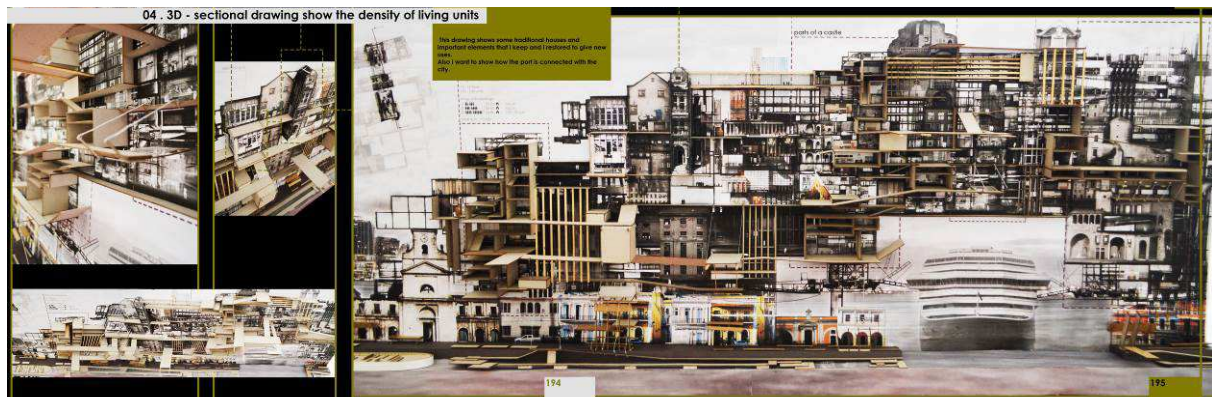 04 . 3D - sectional drawing show the density of living units
This drawing shows some traditional houses and
important elements that I keep and I restored to give new
uses.
Also I want to show how the port is connected with the
city.
parts of a castle
194
195